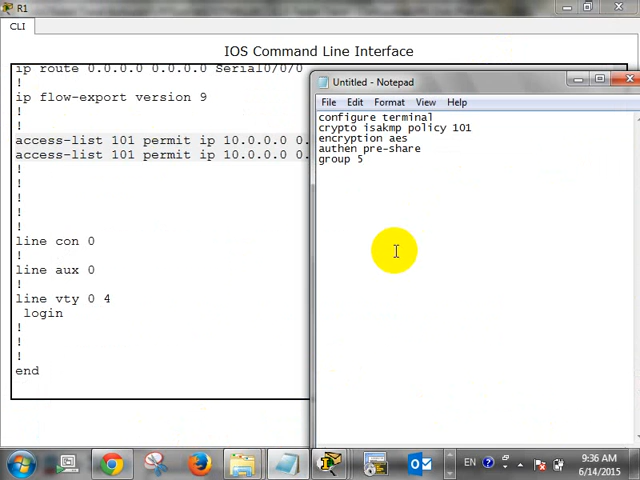 R1
CLI
IOS Command Line Interface
ip route 0.0.0.0 0.0.0.0 Serial0/0/0
!
ip flow-export version 9
!
!
access-list 101 permit ip 10.0.0.0 0.
access-list 101 permit ip 10.0.0.0 0.
!
!
!
!
!
line con 0
!
line aux 0
!
line vty 0 4
login
!
!
!
end
Untitled - Notepad
File Edit Format View Help
configure terminal
crypto isakmp policy 101
encryption aes
authen pre-share
group 5
EN
9:36 AM
6/14/2015